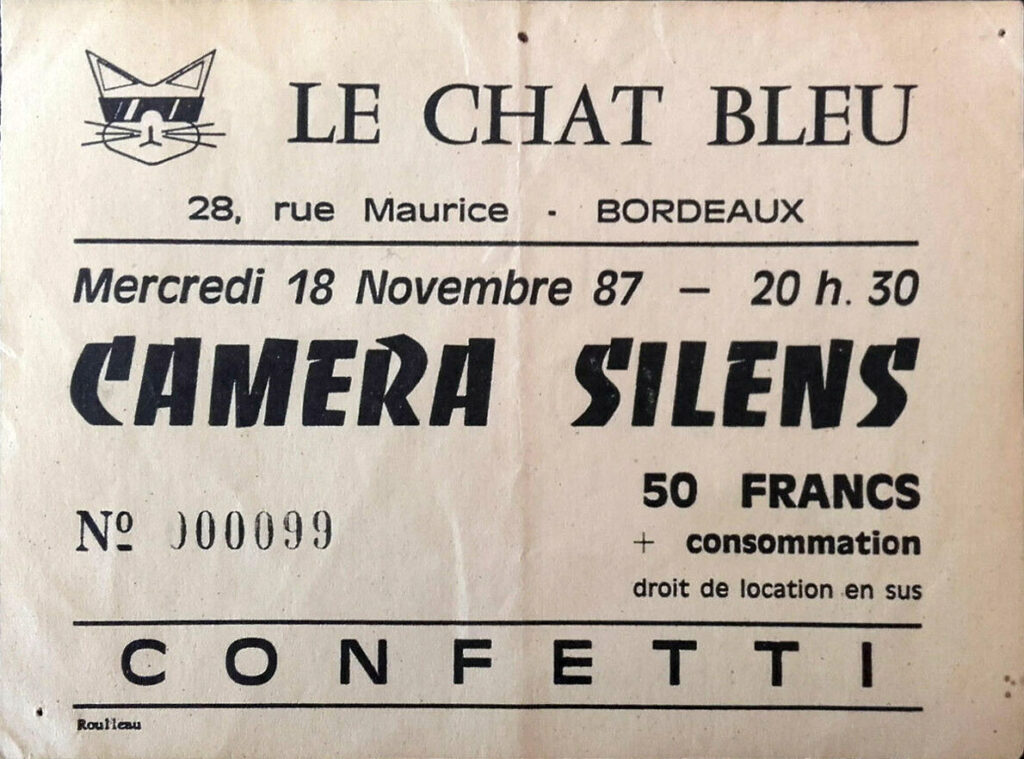 LE CHAT BLEU
28, rue Maurice - BORDEAUX
Mercredi 18 Novembre 87 — 20 h. 30
CAMERA SILENS
50 FRANCS
Nº 000099
+ consommation
droit de location en sus
CONFETTI
Roulleau